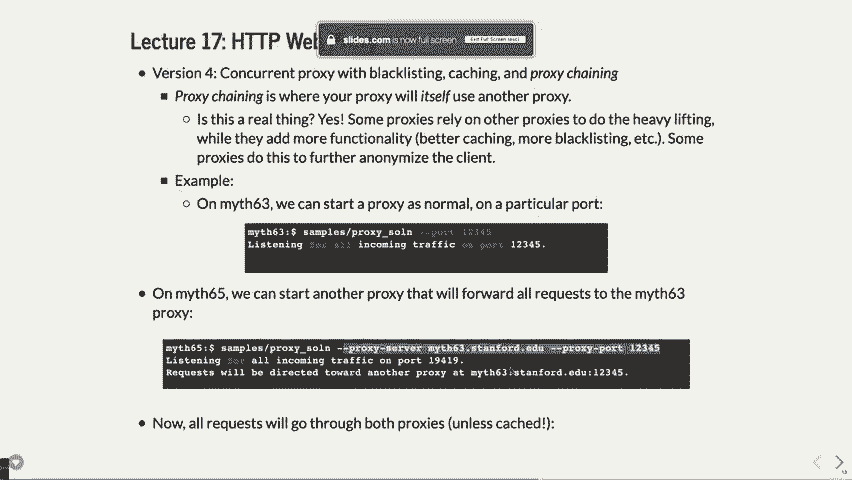 Lecture 17: HTTP Web
slides.com is now full screen
• Version 4: Concurrent proxy with blacklisting, caching, and proxy chaining
▪ Proxy chaining is where your proxy will itself use another proxy.
○ Is this a real thing? Yes! Some proxies rely on other proxies to do the heavy lifting,
while they add more functionality (better caching, more blacklisting, etc.). Some
proxies do this to further anonymize the client.
▪ Example:
○ On myth63, we can start a proxy as normal, on a particular port:
myth63:$ samples/proxy_soln --port 12345
Listening for all incoming traffic on port 12345.
• On myth65, we can start another proxy that will forward all requests to the myth63
proxy:
myth65:$ samples/proxy_soln --proxy-server myth63.stanford.edu --proxy-port 12345
Listening for all incoming traffic on port 19419.
Requests will be directed toward another proxy at myth63.stanford.edu:12345.
• Now, all requests will go through both proxies (unless cached!):